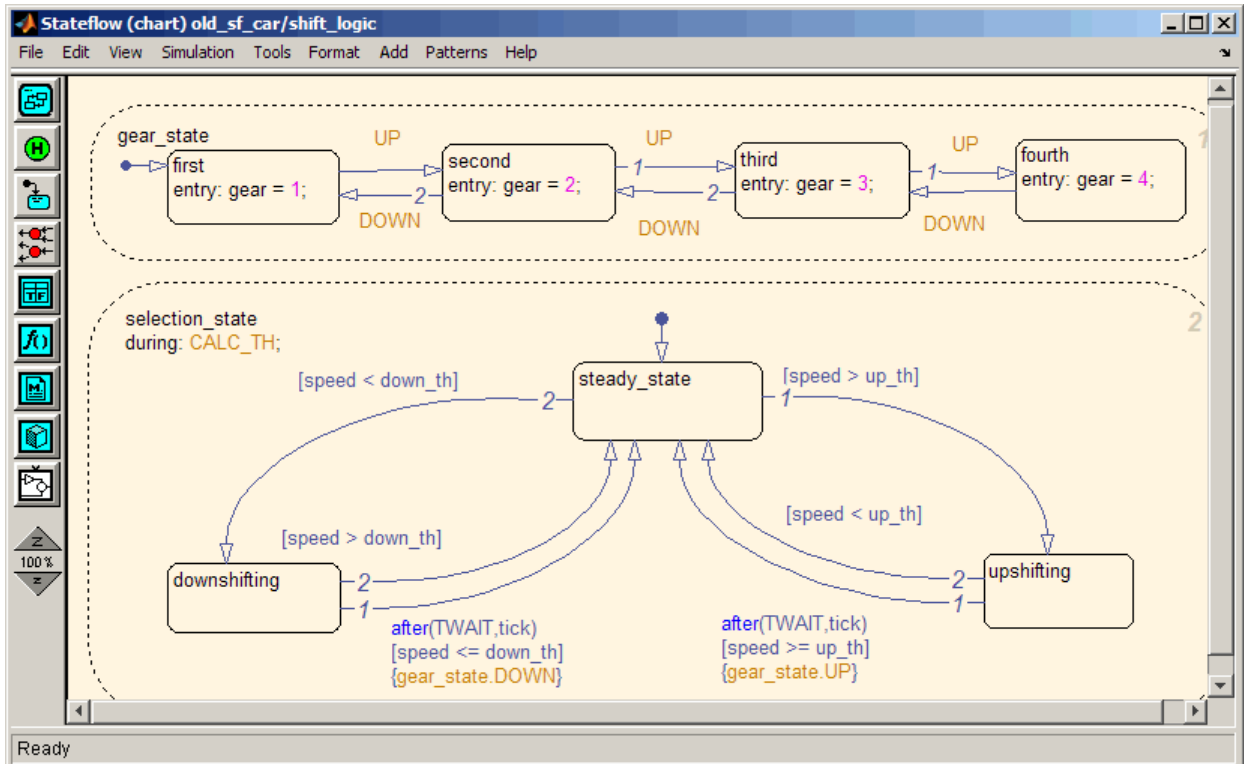 Stateflow (chart) old_sf_car/shift_logic
File Edit View Simulation Tools Format Add Patterns Help
gear_state
1
UP
UP
UP
first
entry: gear = 1;
second
entry: gear = 2;
third
entry: gear = 3;
fourth
entry: gear = 4;
1
1
2
2
DOWN
DOWN
DOWN
selection_state
during: CALC_TH;
2
steady_state
[speed < down_th]
2
[speed > up_th]
1
[speed > down_th]
[speed < up_th]
downshifting
2
1
upshifting
2
1
after(TWAIT,tick)
[speed <= down_th]
{gear_state.DOWN}
after(TWAIT,tick)
[speed >= up_th]
{gear_state.UP}
H
TF
f()
M
Z
100%
Z
Ready